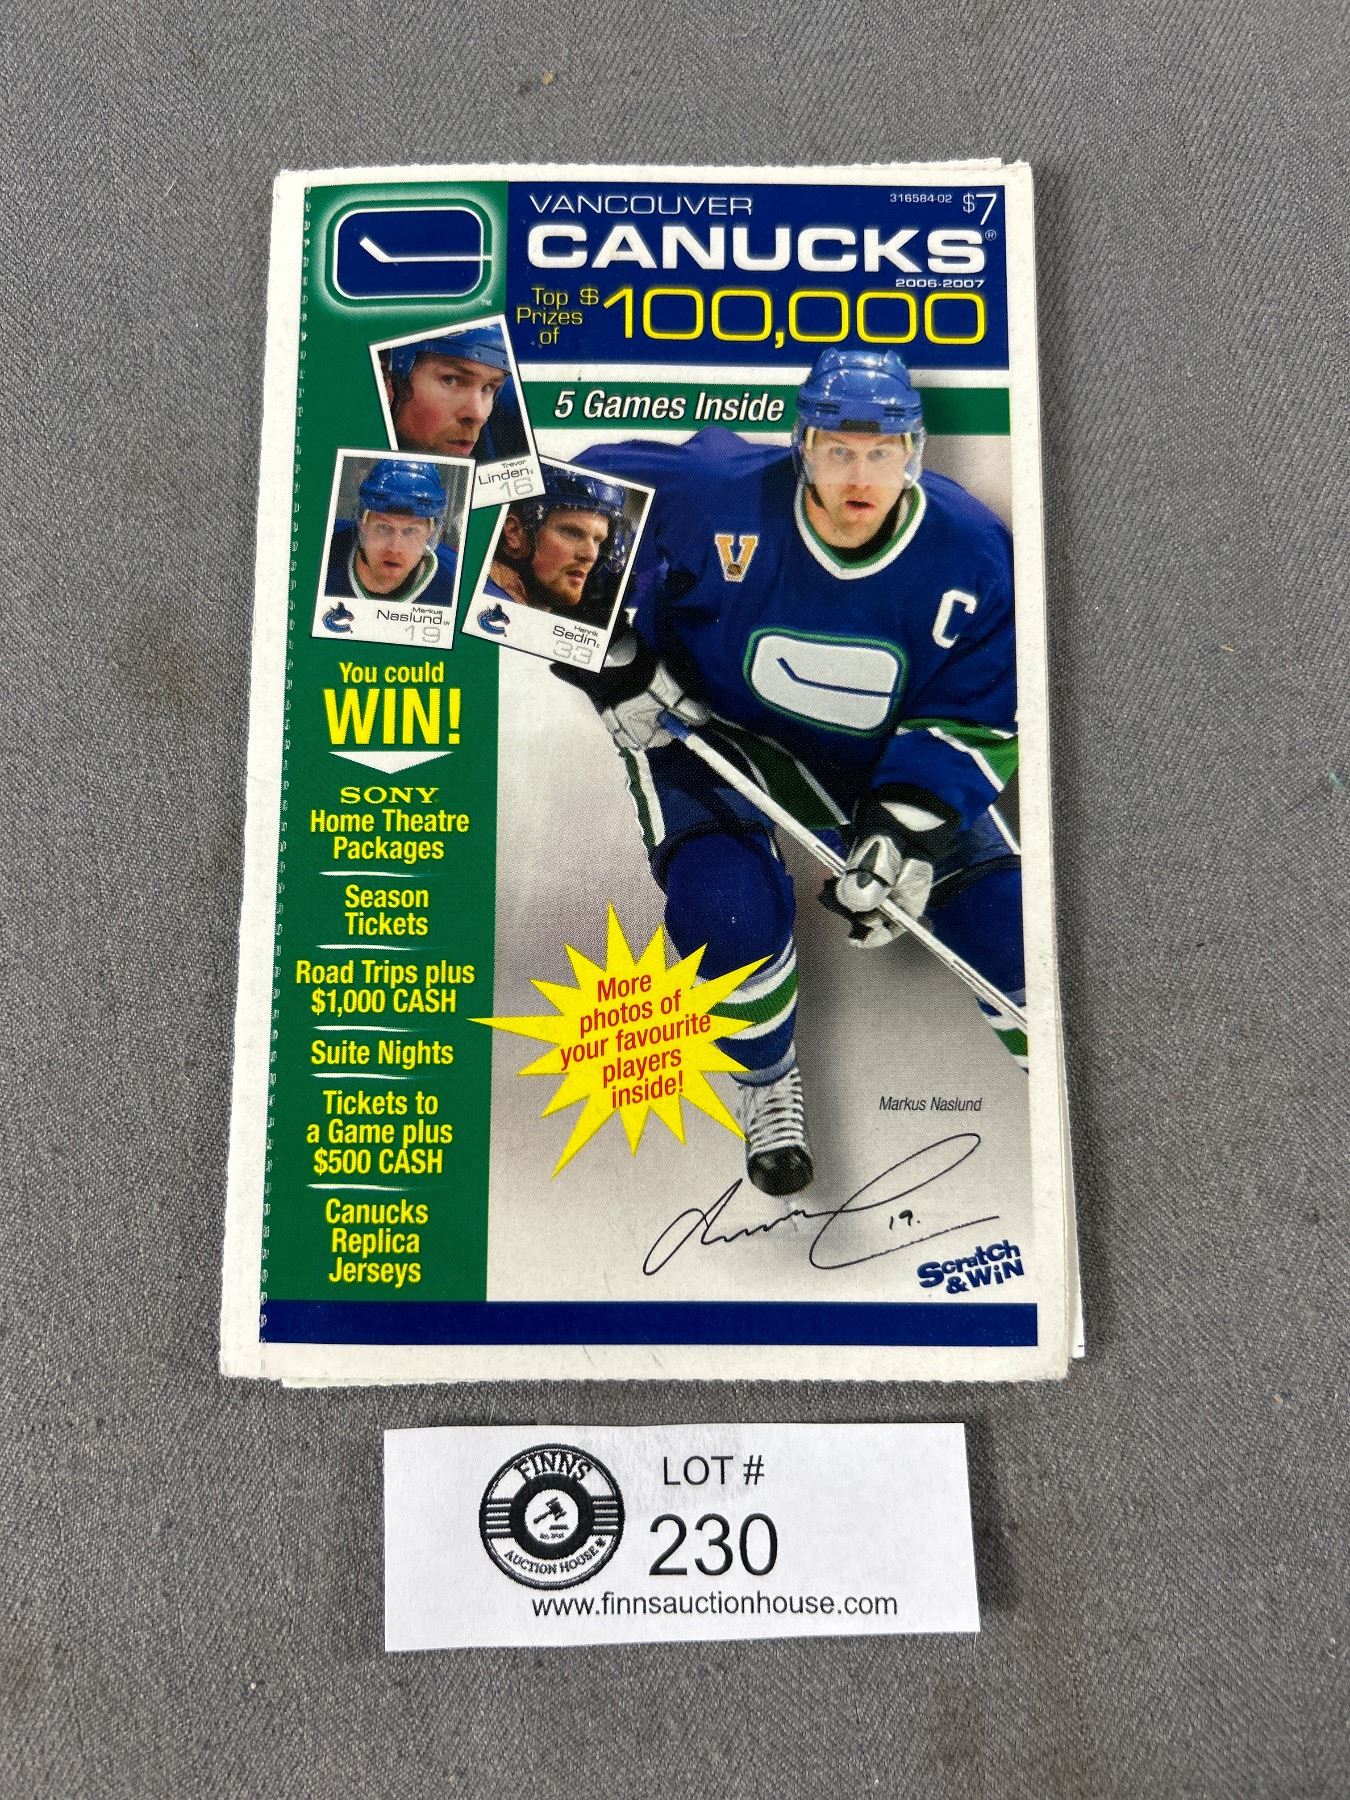 VANCOUVER
316584-02 $7
CANUCKS®
2006-2007
Top Prizes of $100,000
5 Games Inside
Trevor
Linden C
16
Markus
Naslund LW
19
Henrik
Sedin C
33
V
C
You could
WIN!
SONY
Home Theatre
Packages
Season
Tickets
Road Trips plus
$1,000 CASH
Suite Nights
Tickets to
a Game plus
$500 CASH
Canucks
Replica
Jerseys
More
photos of
your favourite
players
inside!
Markus Naslund
19.
Scratch
& WiN
FINNS
AUCTION HOUSE
LOT #
230
www.finnsauctionhouse.com